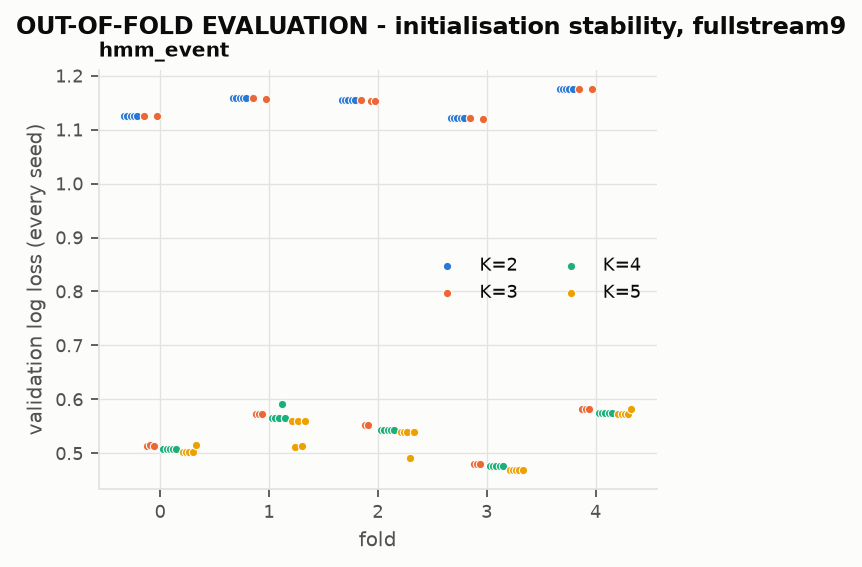 OUT-OF-FOLD EVALUATION - initialisation stability, fullstream9
hmm_event
validation log loss (every seed)
1.2
1.1
1.0
0.9
0.8
0.7
0.6
0.5
K=2
K=4
K=3
K=5
0
1
2
3
4
fold